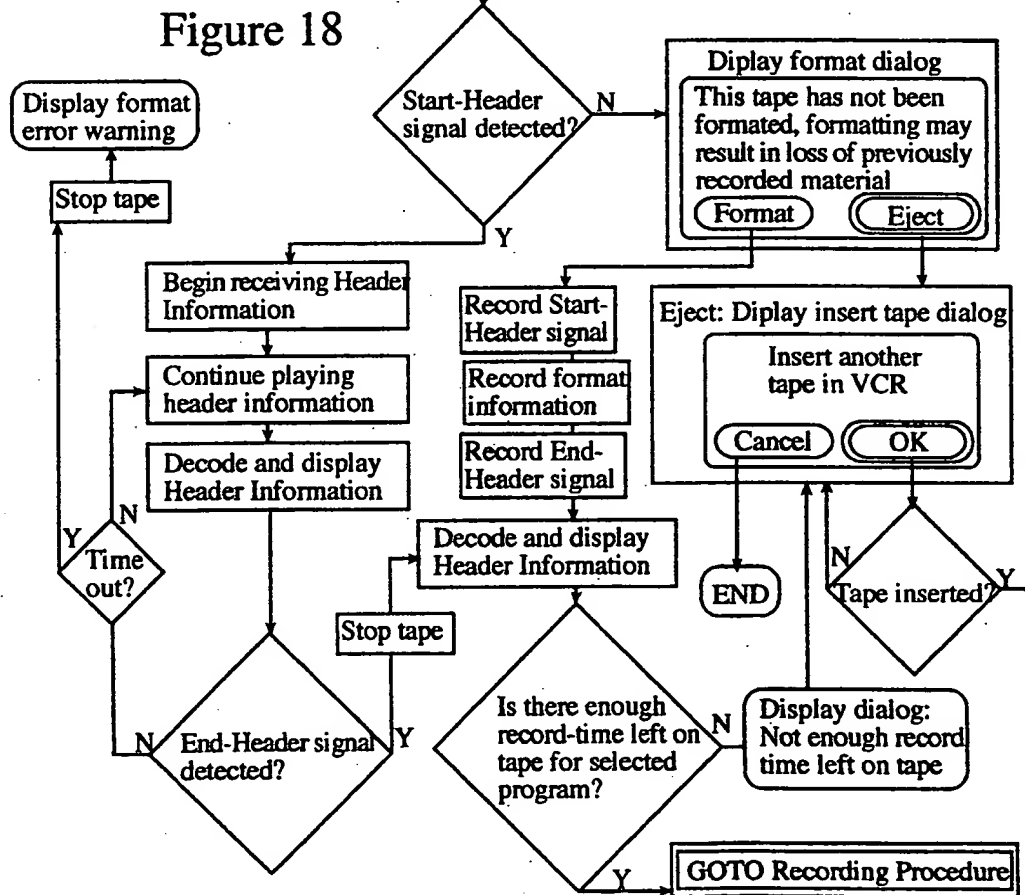 Figure 18
Start-Header
signal detected?
N
Y
Diplay format dialog
This tape has not been
formated, formatting may
result in loss of previously
recorded material
Format
Eject
Display format
error warning
Stop tape
Begin receiving Header
Information
Continue playing
header information
Decode and display
Header Information
Y
N
Time
out?
N
End-Header signal
detected?
Y
Stop tape
Record Start-
Header signal
Record format
information
Record End-
Header signal
Decode and display
Header Information
Is there enough
record-time left on
tape for selected
program?
N
Y
Eject: Diplay insert tape dialog
Insert another
tape in VCR
Cancel
OK
END
N
Tape inserted?
Y
Display dialog:
Not enough record
time left on tape
GOTO Recording Procedure